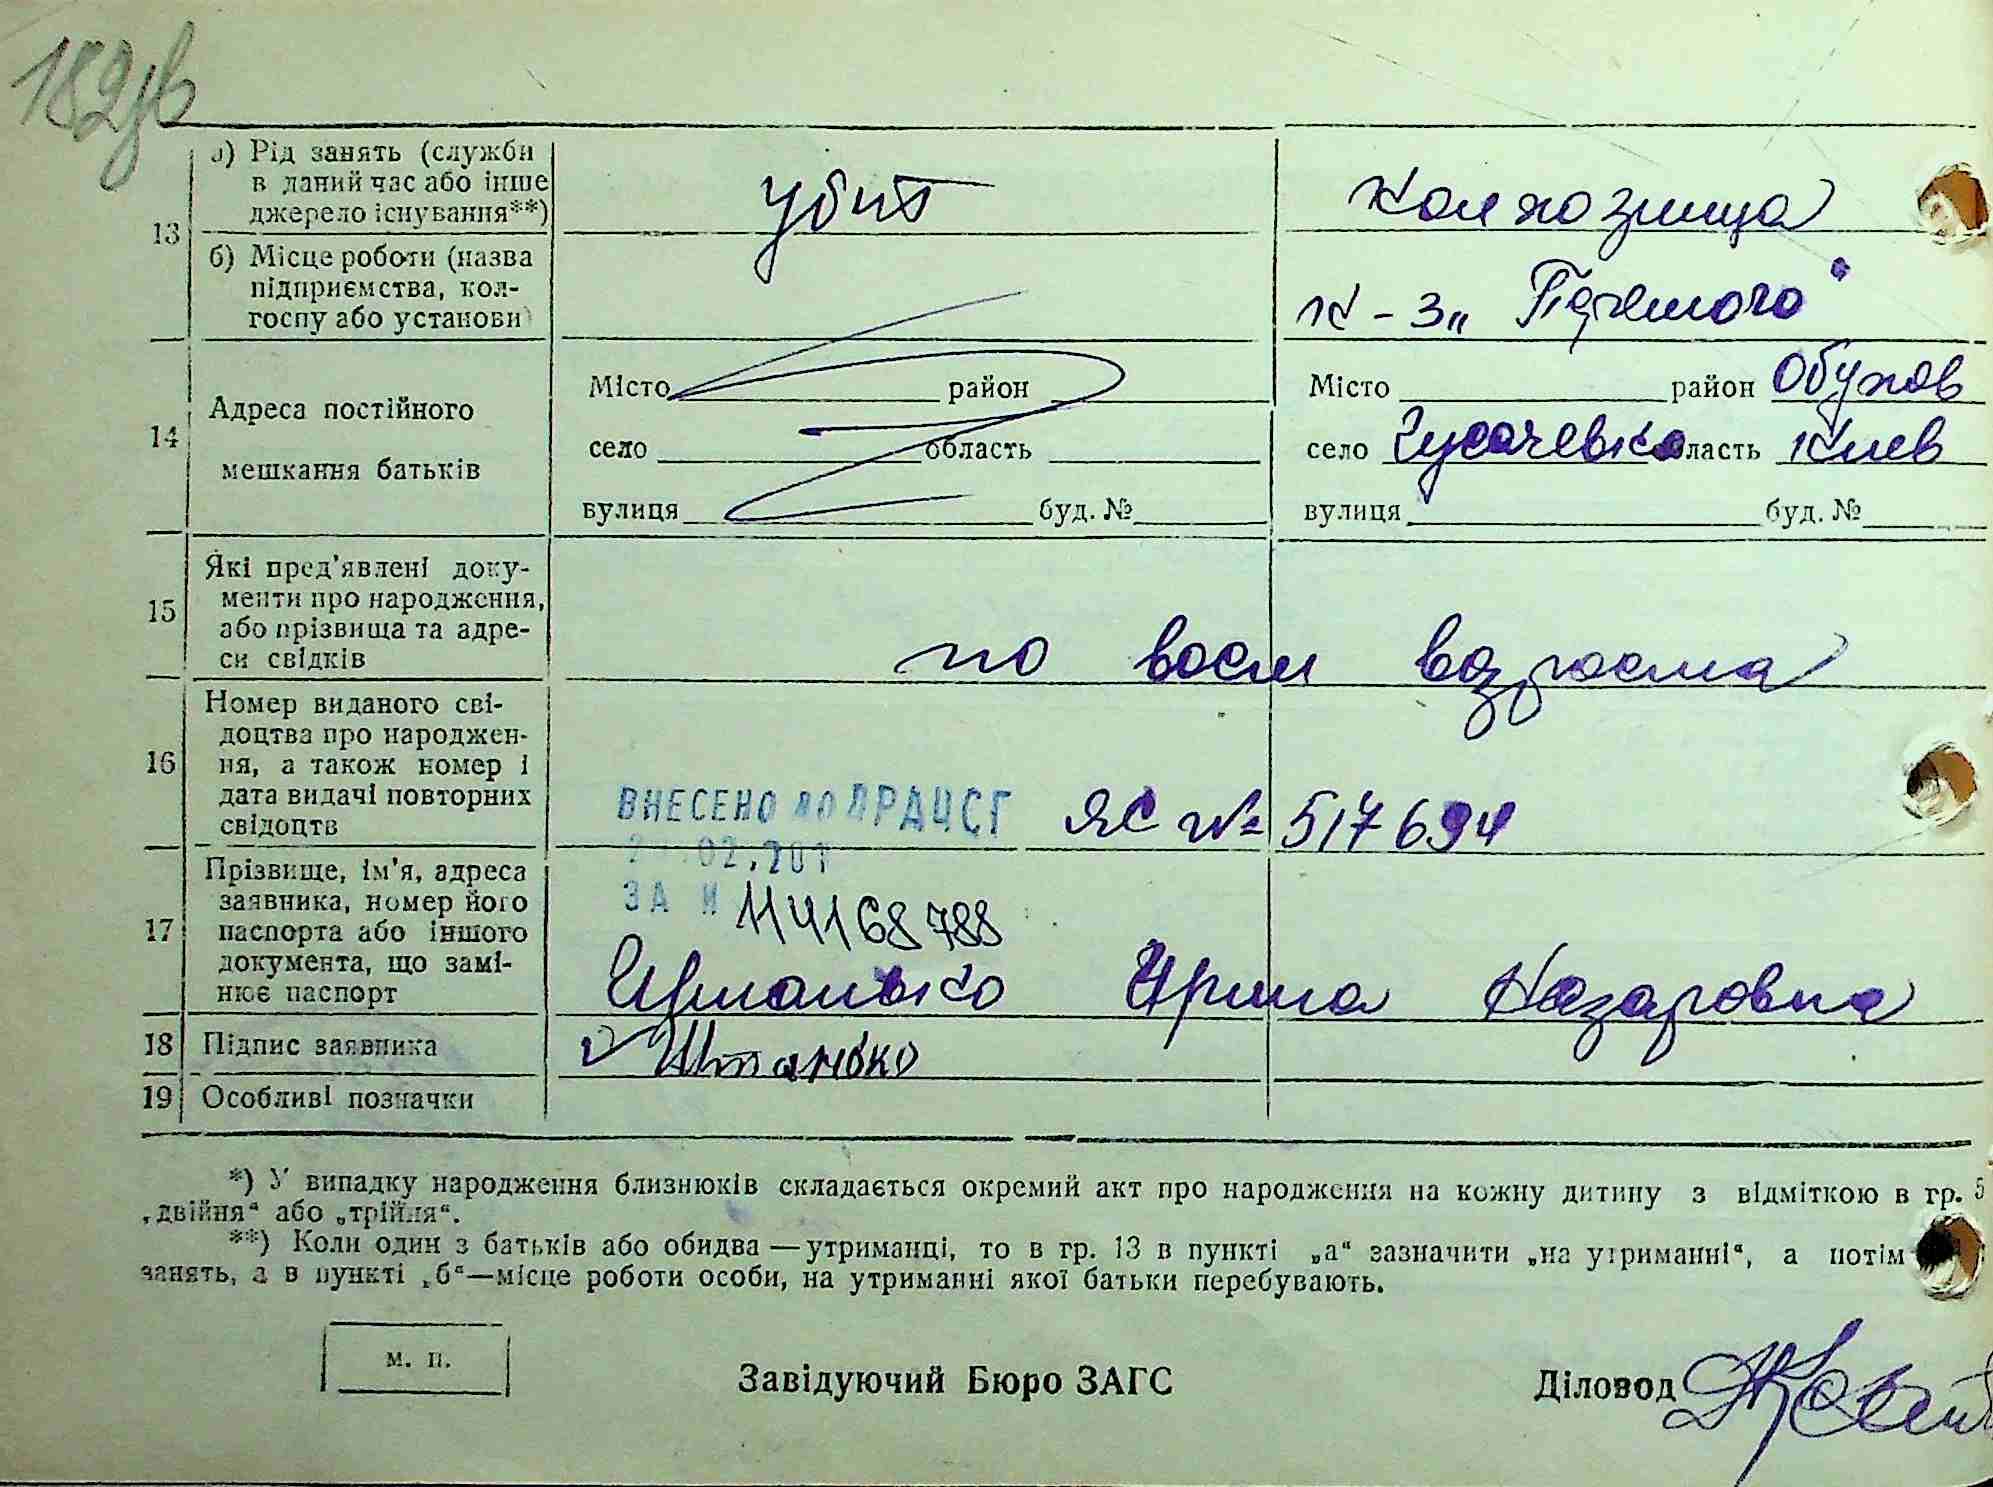 182зв
13 а) Рід занять (служби в даний час або інше джерело існування**) убит колхозница
б) Місце роботи (назва підприємства, колгоспу або установи) к-з „
14 Адреса постійного мешкання батьків
Місто район Місто район Обухов
село область село область Киев
вулиця буд. № вулиця буд. №
15 Які пред'явлені документи про народження, або прізвища та адреси свідків по возраста
16 Номер виданого свідоцтва про народження, а також номер і дата видачі повторних свідоцтв ЯС № 517694
ВНЕСЕНО ДО ДРАЦСГ
.02.201
ЗА № 114168788
17 Прізвище, ім'я, адреса заявника, номер його паспорта або іншого документа, що замінює паспорт Ирина Назаровна
18 Підпис заявника Штанько
19 Особливі позначки
*) У випадку народження близнюків складається окремий акт про народження на кожну дитину з відміткою в гр. 5
„двійня“ або „трійня“.
**) Коли один з батьків або обидва — утриманці, то в гр. 13 в пункті „а“ зазначити „на утриманні“, а потім
занять, а в пункті „б“ — місце роботи особи, на утриманні якої батьки перебувають.
м. п.
Завідуючий Бюро ЗАГС Діловод